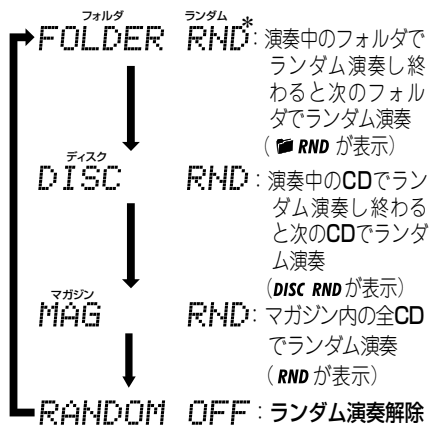 フォルダ ランダム
FOLDER RND*: 演奏中のフォルダで
ランダム演奏し終
わると次のフォル
ダでランダム演奏
( RND が表示)
ディスク
DISC RND : 演奏中のCDでラン
ダム演奏し終わる
と次のCDでランダ
ム演奏
(DISC RNDが表示)
マガジン
MAG RND : マガジン内の全CD
でランダム演奏
( RND が表示)
RANDOM OFF : ランダム演奏解除